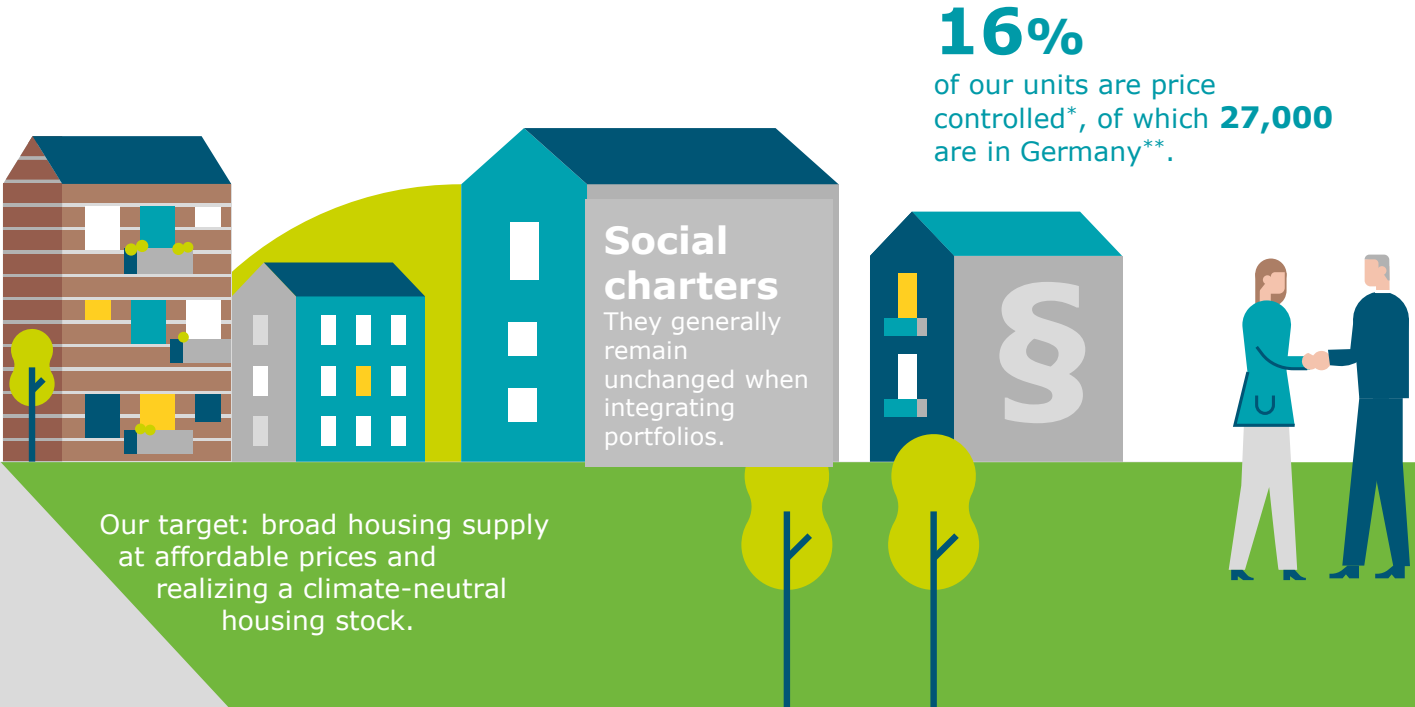 16%
of our units are price
controlled*, of which 27,000
are in Germany**.
Social
charters
They generally
remain
unchanged when
integrating
portfolios.
§
Our target: broad housing supply
at affordable prices and
realizing a climate-neutral
housing stock.